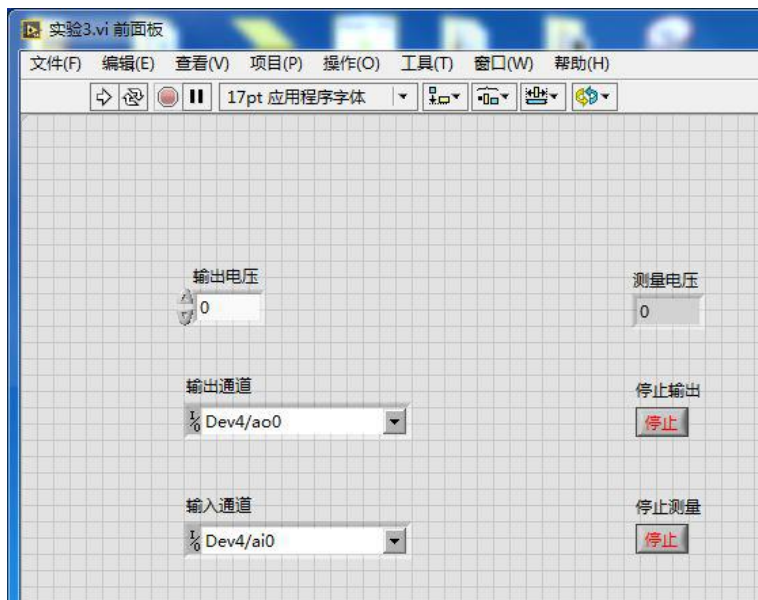 实验3.vi 前面板
文件(F) 编辑(E) 查看(V) 项目(P) 操作(O) 工具(T) 窗口(W) 帮助(H)
17pt 应用程序字体
输出电压
0
测量电压
0
输出通道
I/O Dev4/ao0
停止输出
停止
输入通道
I/O Dev4/ai0
停止测量
停止